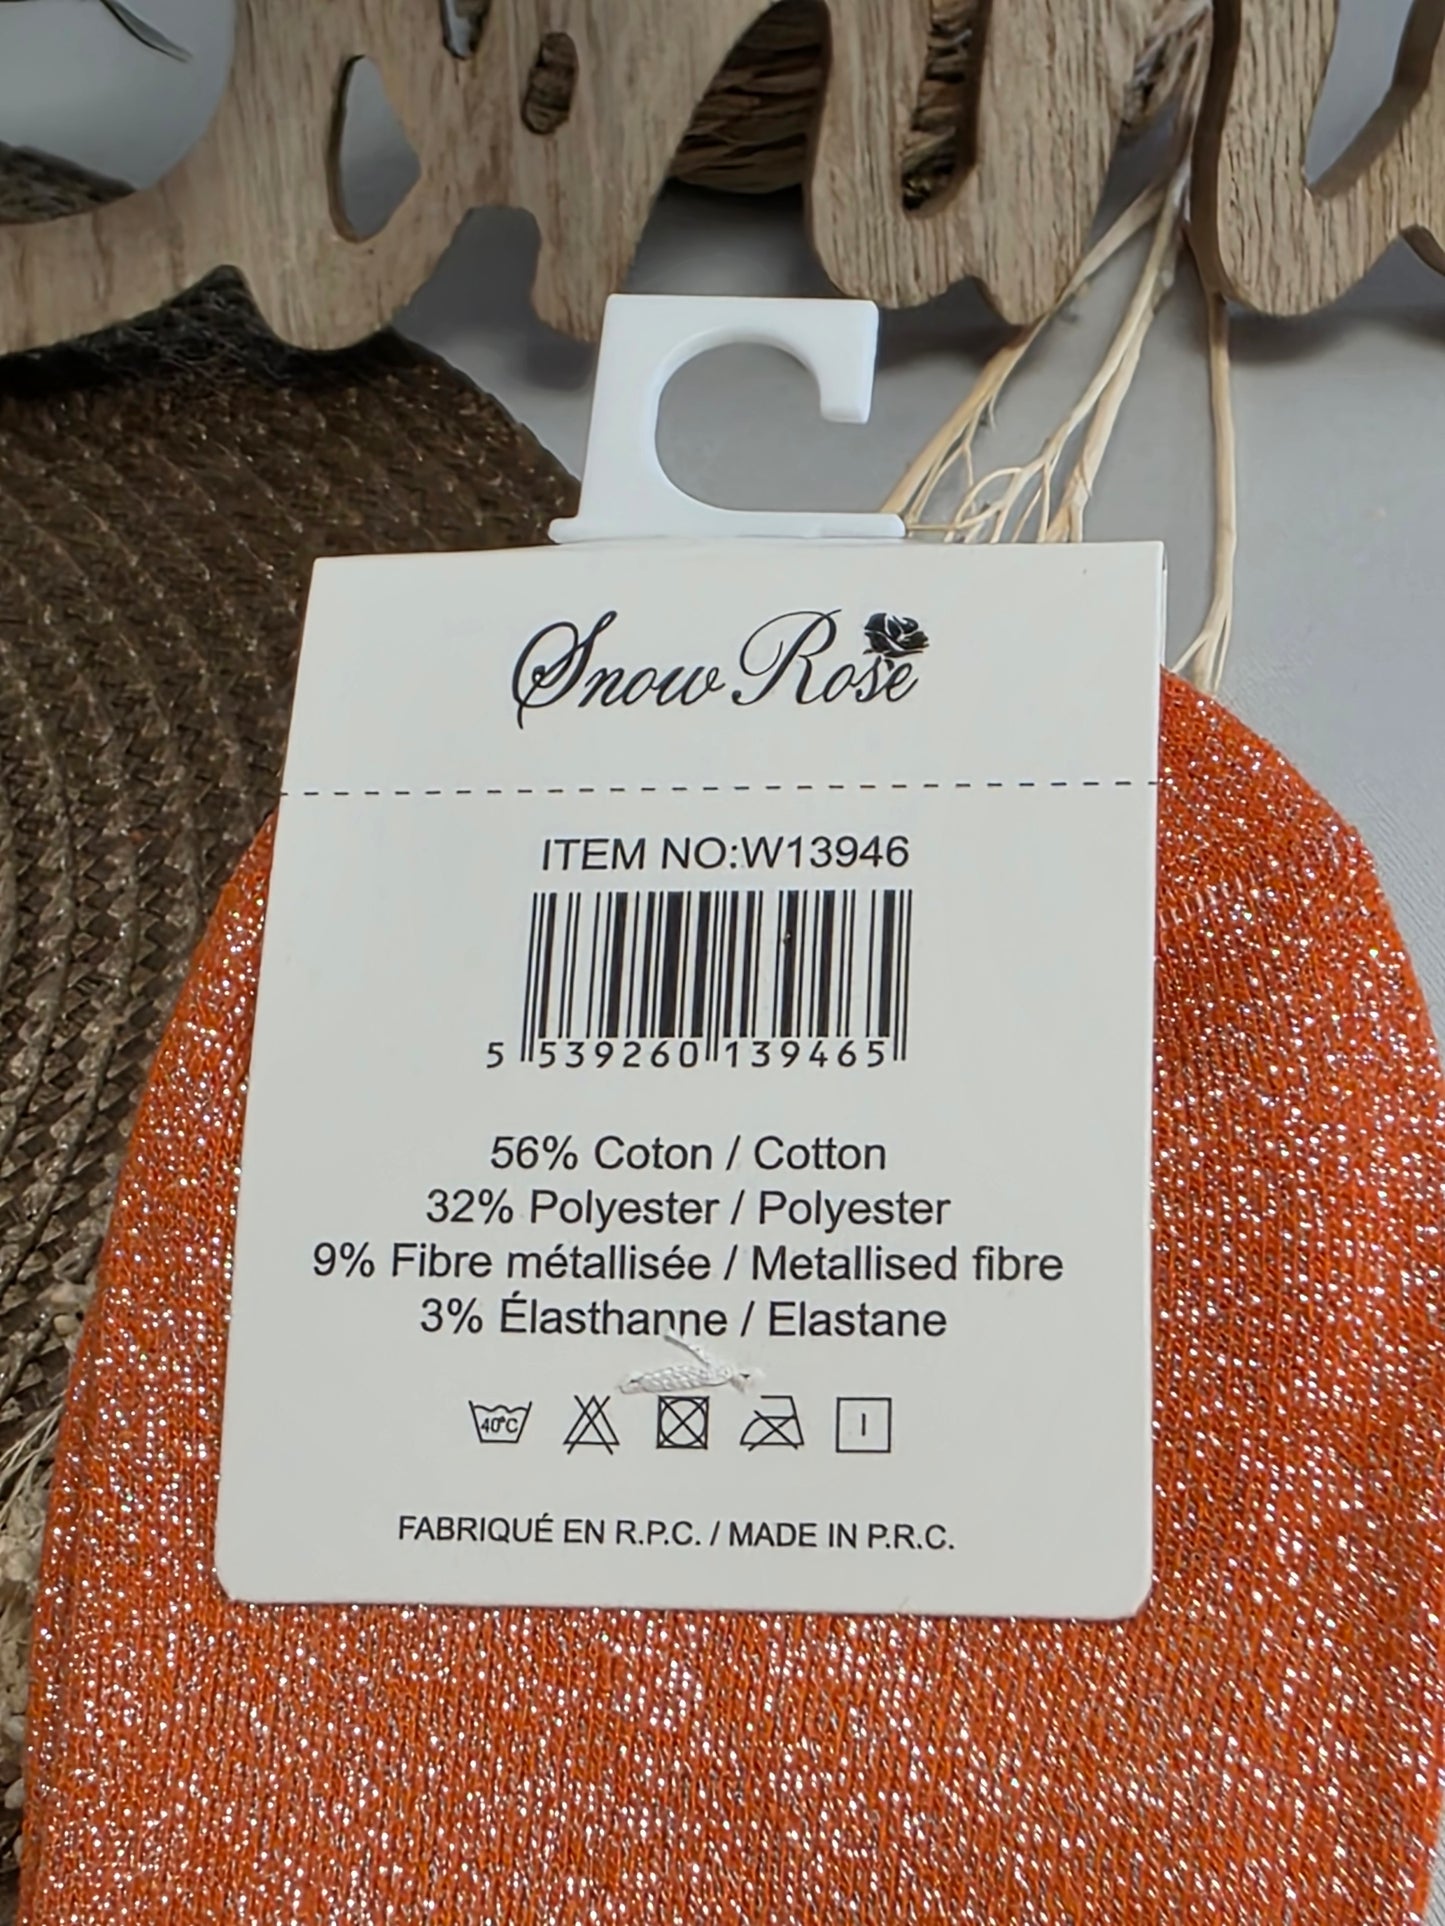 Snow Rose
ITEM NO:W13946
5 539260 139465
56% Coton / Cotton
32% Polyester / Polyester
9% Fibre métallisée / Metallised fibre
3% Élasthanne / Elastane
40°C
FABRIQUÉ EN R.P.C. / MADE IN P.R.C.